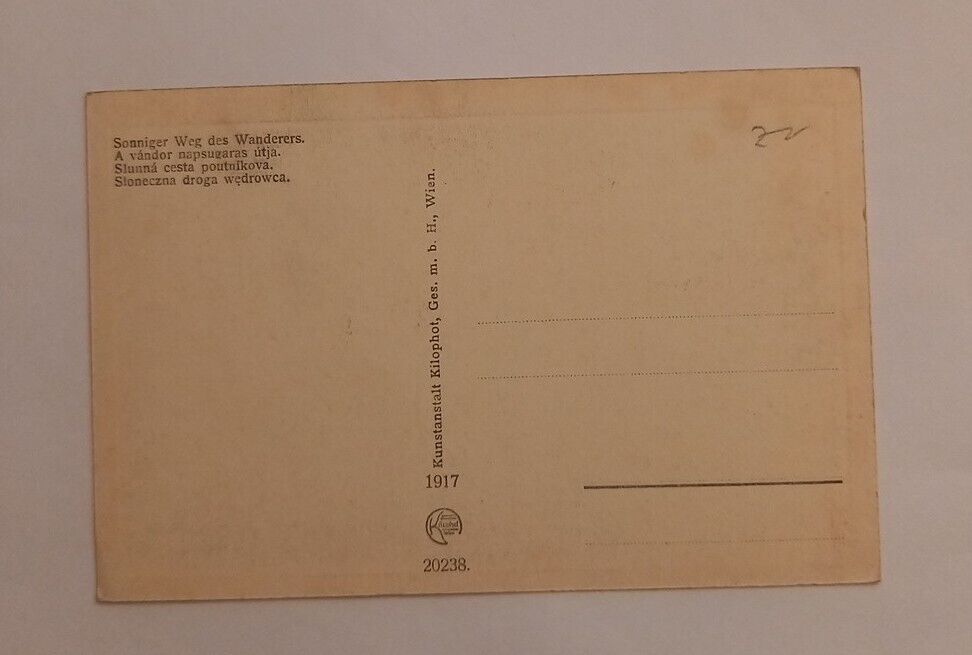 Sonniger Weg des Wanderers.
A vándor napsugaras útja.
Slunná cesta poutníkova.
Słoneczna droga wędrowca.
Kunstanstalt Kilophot, Ges. m. b. H., Wien.
1917
20238.